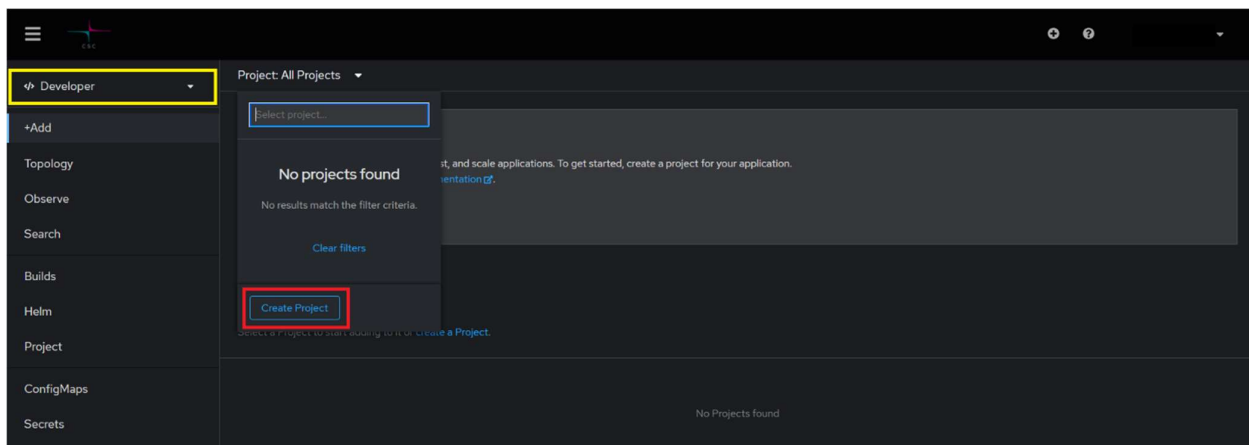 CSC
Developer
Project: All Projects
+Add
Select project...
Topology
st, and scale applications. To get started, create a project for your application.
No projects found
entation
Observe
No results match the filter criteria.
Search
Clear filters
Builds
Helm
Create Project
Select a Project to start adding to it or create a Project.
Project
ConfigMaps
No Projects found
Secrets